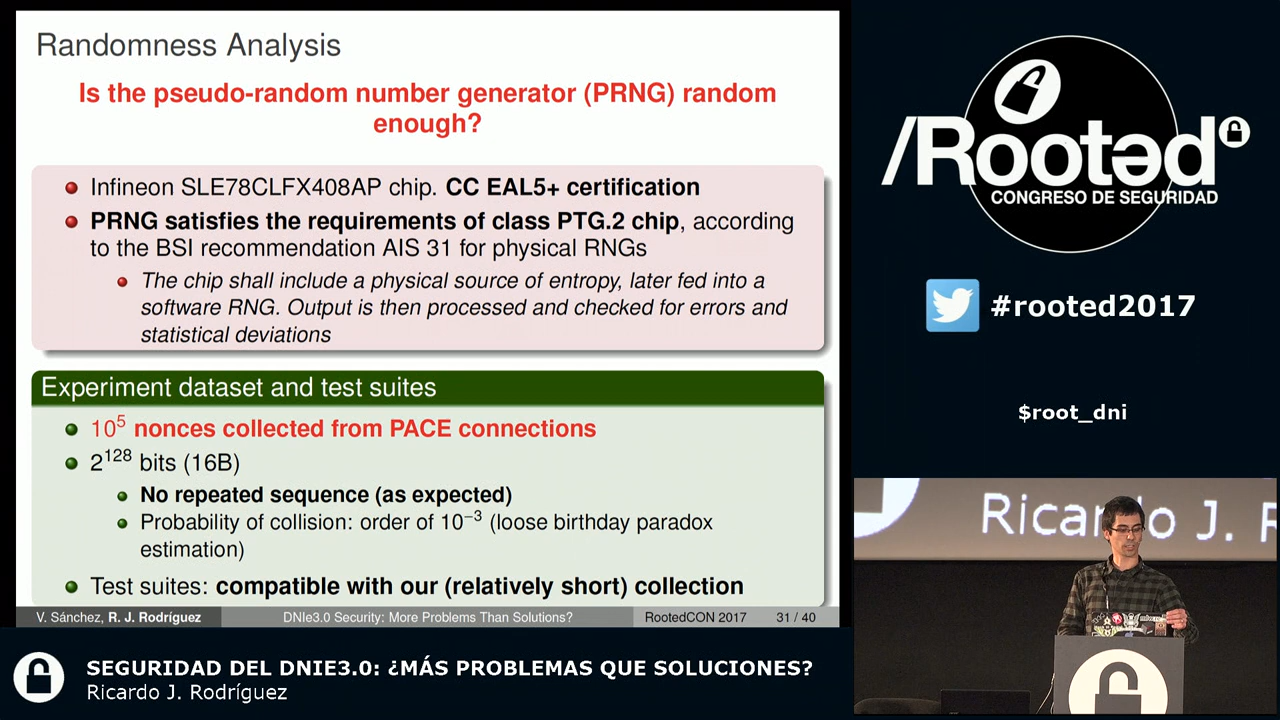 Randomness Analysis
Is the pseudo-random number generator (PRNG) random
enough?
Infineon SLE78CLFX408AP chip. CC EAL5+ certification
PRNG satisfies the requirements of class PTG.2 chip, according
to the BSI recommendation AIS 31 for physical RNGs
The chip shall include a physical source of entropy, later fed into a
software RNG. Output is then processed and checked for errors and
statistical deviations
Experiment dataset and test suites
10⁵ nonces collected from PACE connections
2¹²⁸ bits (16B)
No repeated sequence (as expected)
Probability of collision: order of 10⁻³ (loose birthday paradox
estimation)
Test suites: compatible with our (relatively short) collection
V. Sánchez, R. J. Rodríguez
DNIe3.0 Security: More Problems Than Solutions?
RootedCON 2017
31 / 40
/Rootəd
CONGRESO DE SEGURIDAD
#rooted2017
$root_dni
Ricardo J. R
SEGURIDAD DEL DNIE3.0: ¿MÁS PROBLEMAS QUE SOLUCIONES?
Ricardo J. Rodríguez